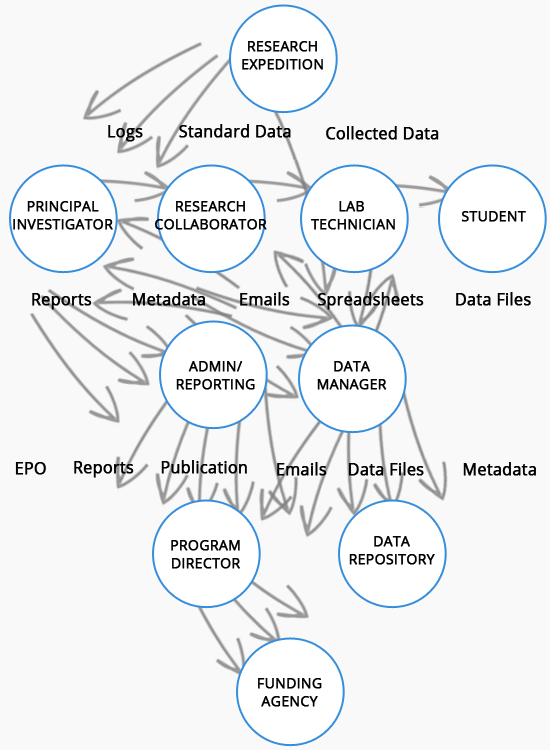 RESEARCH
EXPEDITION
Logs Standard Data Collected Data
PRINCIPAL
INVESTIGATOR
RESEARCH
COLLABORATOR
LAB
TECHNICIAN
STUDENT
Reports Metadata Emails Spreadsheets Data Files
ADMIN/
REPORTING
DATA
MANAGER
EPO Reports Publication Emails Data Files Metadata
PROGRAM
DIRECTOR
DATA
REPOSITORY
FUNDING
AGENCY